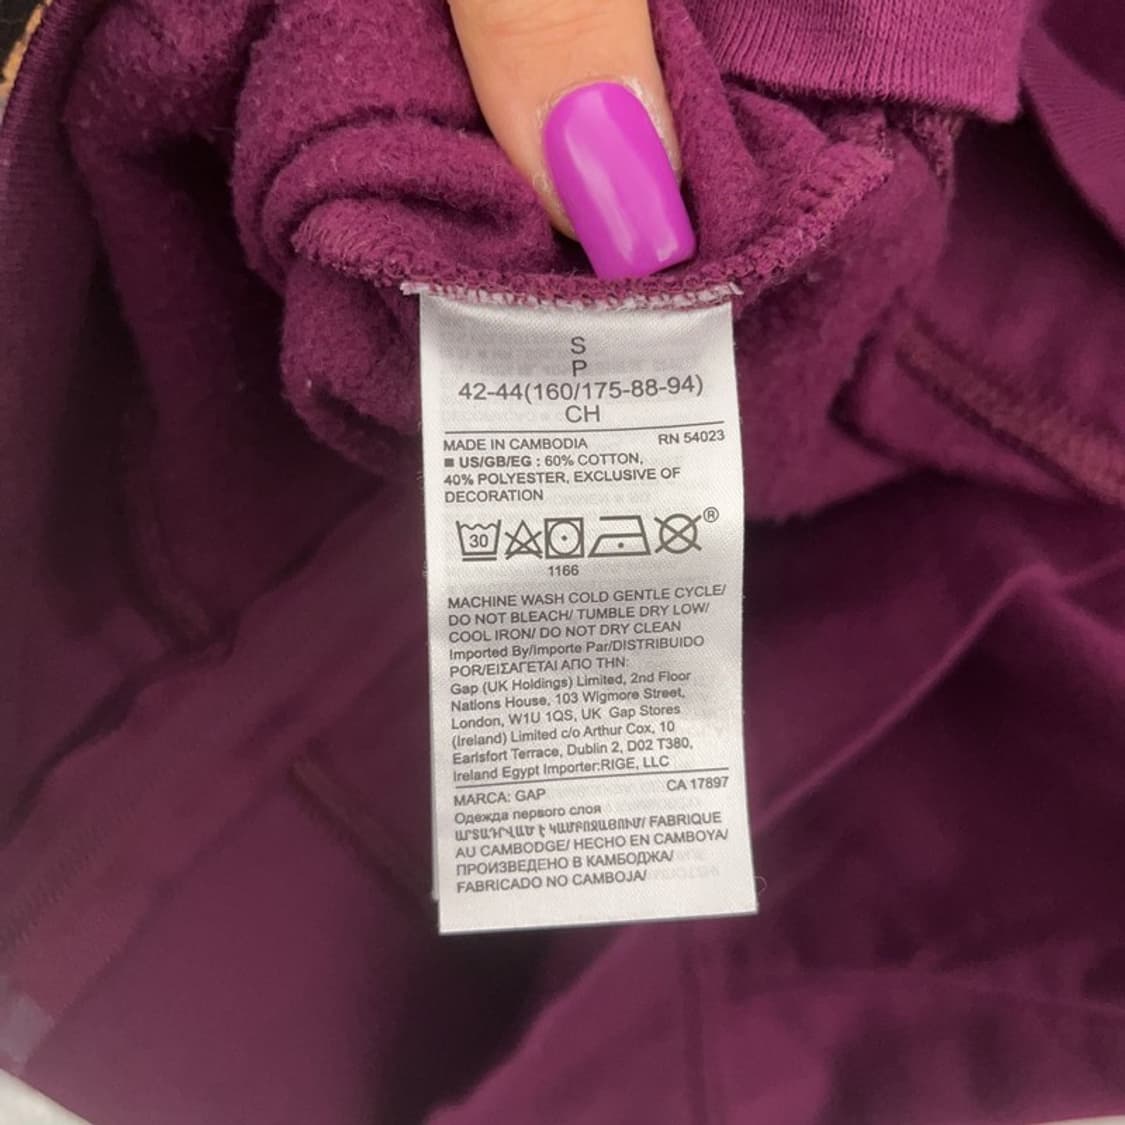 S
P
42-44(160/175-88-94)
CH
MADE IN CAMBODIA RN 54023
■ US/GB/EG : 60% COTTON,
40% POLYESTER, EXCLUSIVE OF
DECORATION
30 ®
1166
MACHINE WASH COLD GENTLE CYCLE/
DO NOT BLEACH/ TUMBLE DRY LOW/
COOL IRON/ DO NOT DRY CLEAN
Imported By/Importe Par/DISTRIBUIDO
POR/ΕΙΣΑΓΕΤΑΙ ΑΠΟ ΤΗΝ:
Gap (UK Holdings) Limited, 2nd Floor
Nations House, 103 Wigmore Street,
London, W1U 1QS, UK Gap Stores
(Ireland) Limited c/o Arthur Cox, 10
Earlsfort Terrace, Dublin 2, D02 T380,
Ireland Egypt Importer:RIGE, LLC
MARCA: GAP CA 17897
Одежда первого слоя
ԱՐՏԱԴՐՎԱԾ Է ԿԱՄԲՈՋԱՅՈՒՄ/ FABRIQUE
AU CAMBODGE/ HECHO EN CAMBOYA/
ПРОИЗВЕДЕНО В КАМБОДЖА/
FABRICADO NO CAMBOJA/